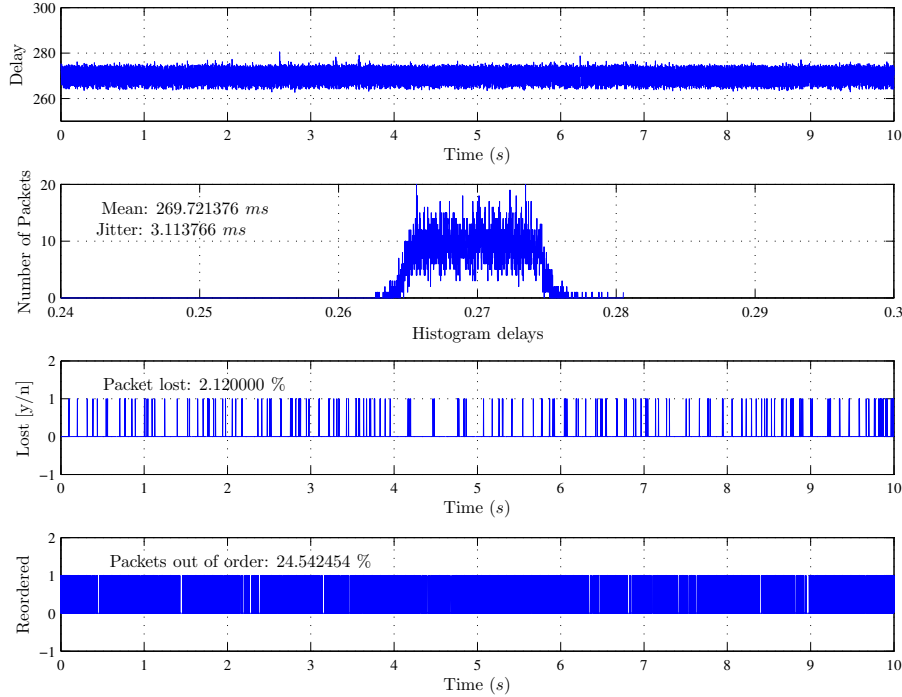 300
280
260
Delay
0 1 2 3 4 5 6 7 8 9 10
Time (s)
20
10
0
Number of Packets
Mean: 269.721376 ms
Jitter: 3.113766 ms
0.24 0.25 0.26 0.27 0.28 0.29 0.3
Histogram delays
2
1
0
−1
Lost [y/n]
Packet lost: 2.120000 %
0 1 2 3 4 5 6 7 8 9 10
Time (s)
2
1
0
−1
Reordered
Packets out of order: 24.542454 %
0 1 2 3 4 5 6 7 8 9 10
Time (s)